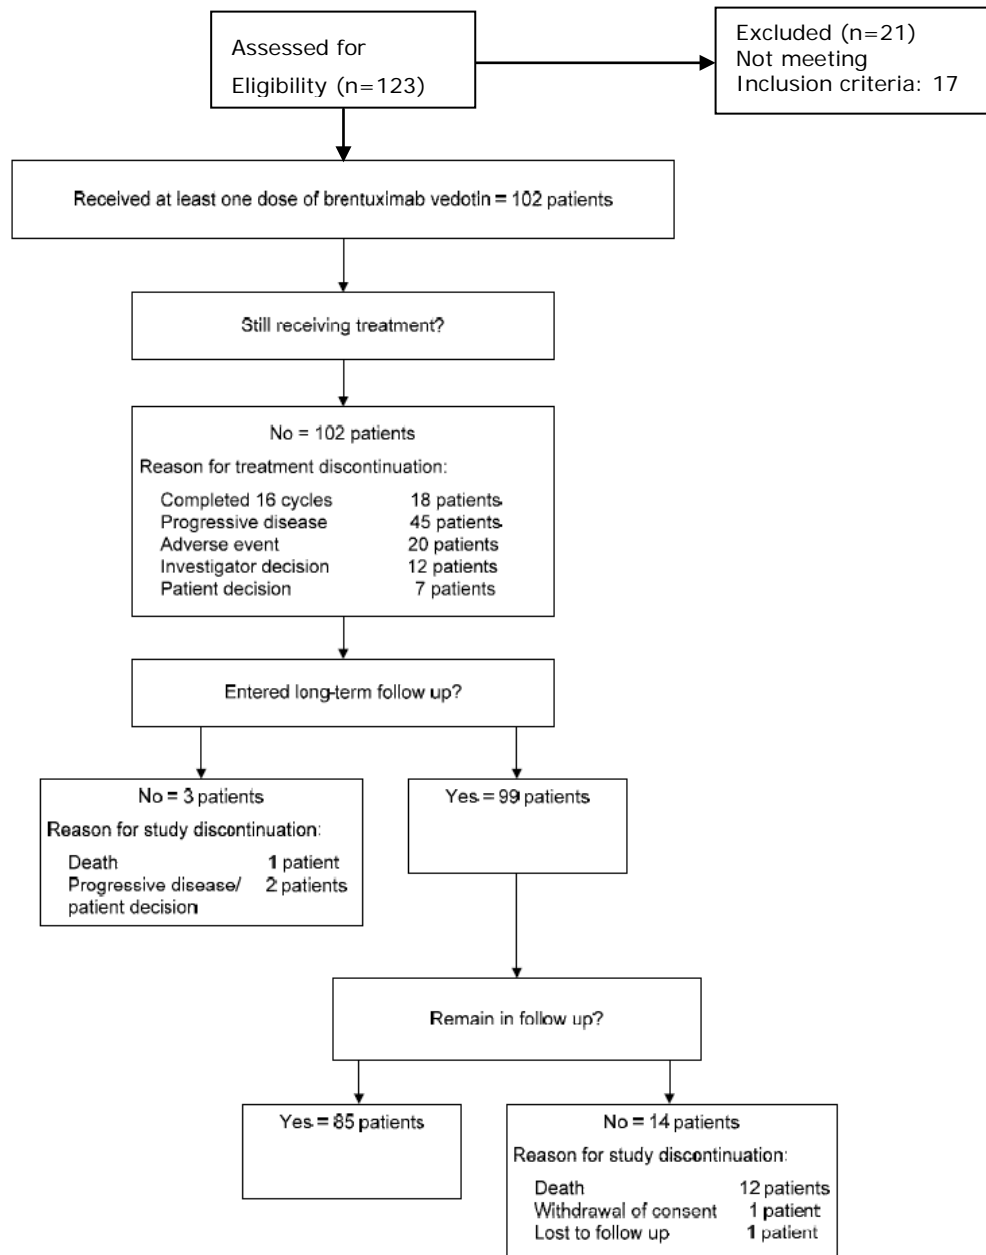 Assessed for
Eligibility (n=123)
Excluded (n=21)
Not meeting
Inclusion criteria: 17
Received at least one dose of brentuximab vedotin = 102 patients
Still receiving treatment?
No = 102 patients
Reason for treatment discontinuation:
Completed 16 cycles 18 patients
Progressive disease 45 patients
Adverse event 20 patients
Investigator decision 12 patients
Patient decision 7 patients
Entered long-term follow up?
No = 3 patients
Reason for study discontinuation:
Death 1 patient
Progressive disease/ 2 patients
patient decision
Yes = 99 patients
Remain in follow up?
Yes = 85 patients
No = 14 patients
Reason for study discontinuation:
Death 12 patients
Withdrawal of consent 1 patient
Lost to follow up 1 patient